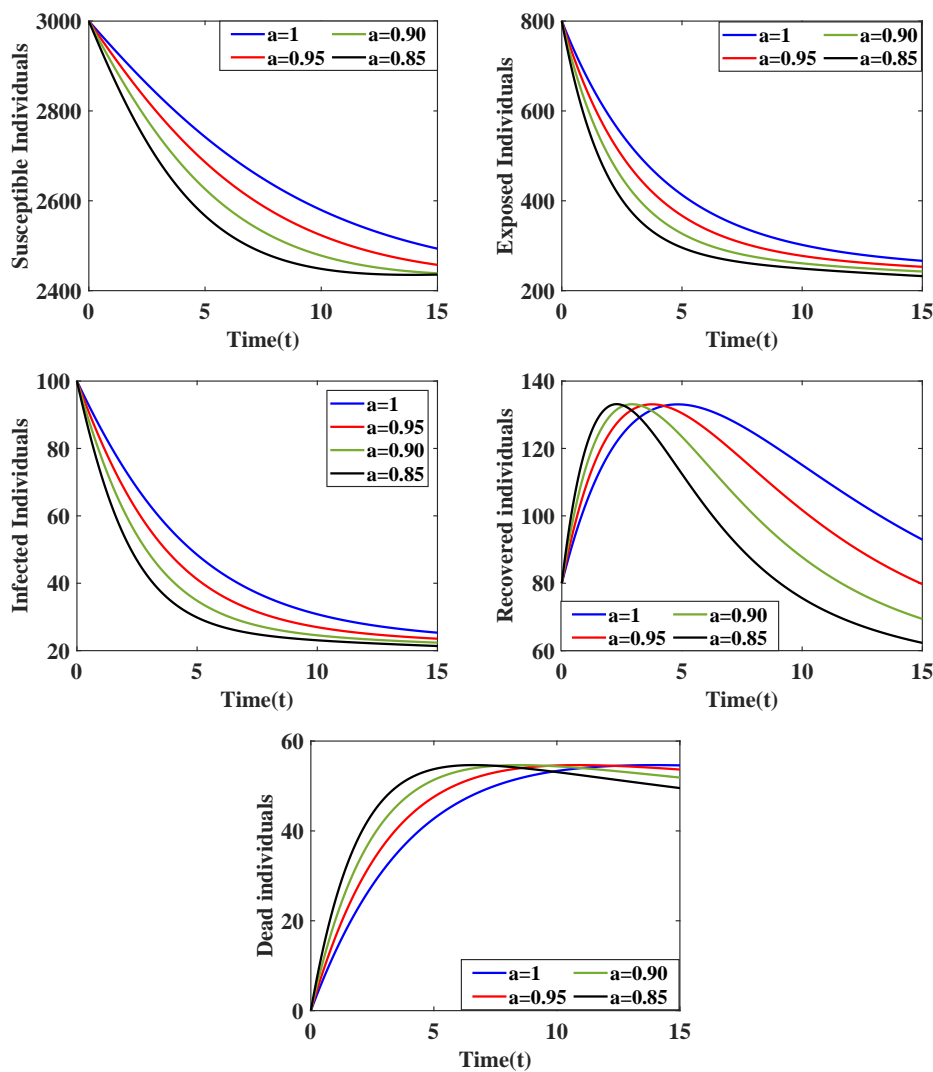 Susceptible Individuals
3000
2800
2600
2400
a=1 a=0.90
a=0.95 a=0.85
0 5 10 15
Time(t)
Exposed Individuals
800
600
400
200
a=1 a=0.90
a=0.95 a=0.85
0 5 10 15
Time(t)
Infected Individuals
100
80
60
40
20
a=1
a=0.95
a=0.90
a=0.85
0 5 10 15
Time(t)
Recovered individuals
140
120
100
80
60
a=1 a=0.90
a=0.95 a=0.85
0 5 10 15
Time(t)
Dead individuals
60
40
20
0
a=1 a=0.90
a=0.95 a=0.85
0 5 10 15
Time(t)